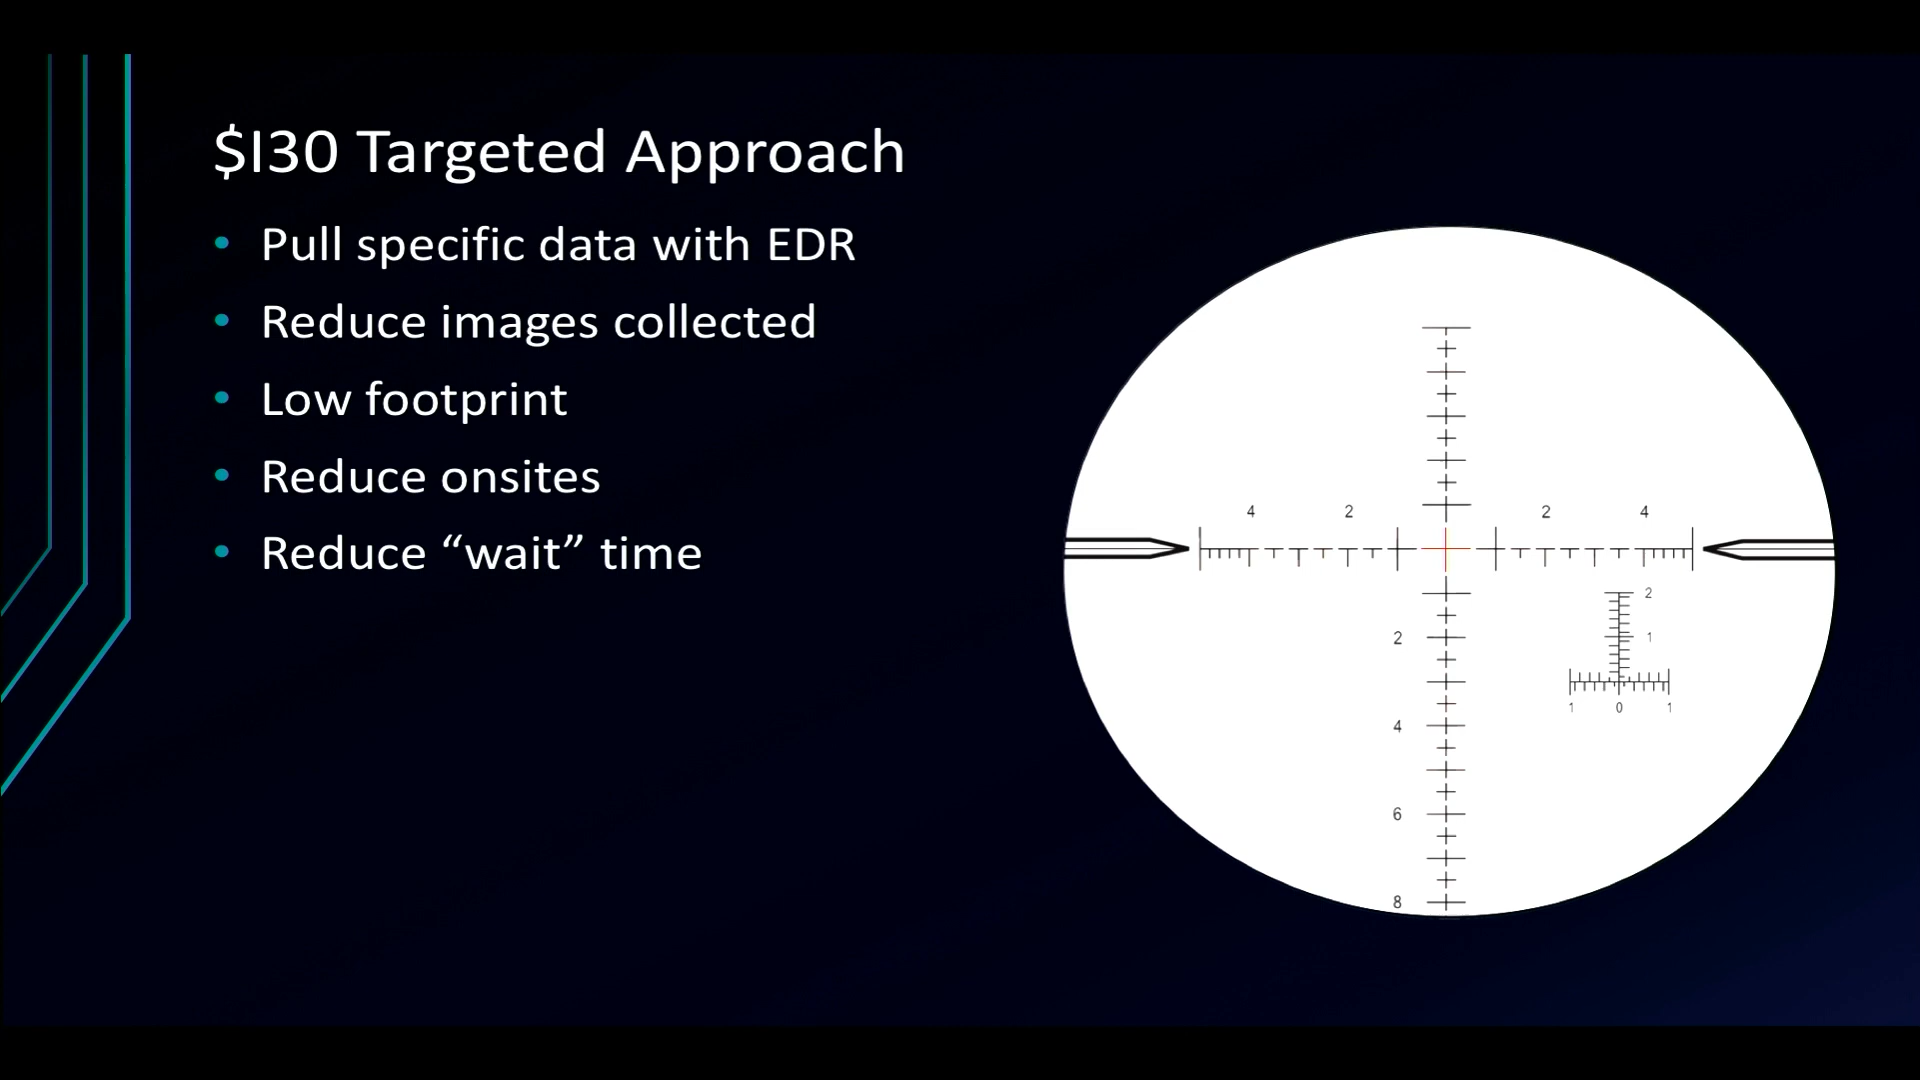 $I30 Targeted Approach
• Pull specific data with EDR
• Reduce images collected
• Low footprint
• Reduce onsites
• Reduce “wait” time
4 2 2 4
2
1
2
1 0 1
4
6
8